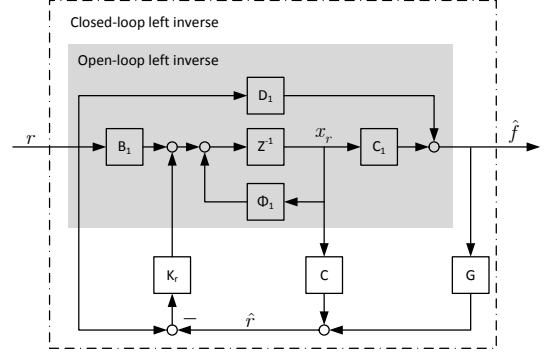 Closed-loop left inverse
Open-loop left inverse
D₁
r
B₁
Z⁻¹
xᵣ
C₁
f̂
Φ₁
Kᵣ
C
G
−
r̂